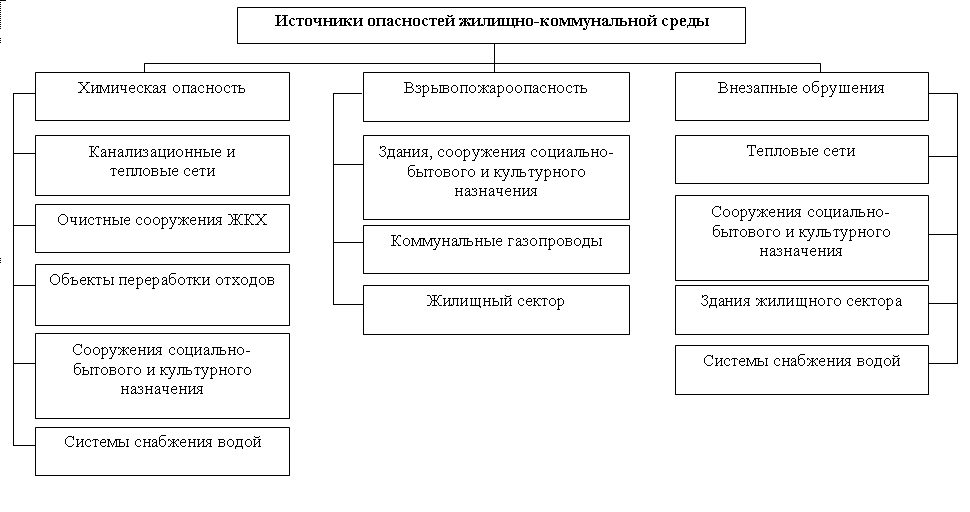 Источники опасностей жилищно-коммунальной среды
Химическая опасность
Канализационные и
тепловые сети
Очистные сооружения ЖКХ
Объекты переработки отходов
Сооружения социально-
бытового и культурного
назначения
Системы снабжения водой
Взрывопожароопасность
Здания, сооружения социально-
бытового и культурного
назначения
Коммунальные газопроводы
Жилищный сектор
Внезапные обрушения
Тепловые сети
Сооружения социально-
бытового и культурного
назначения
Здания жилищного сектора
Системы снабжения водой